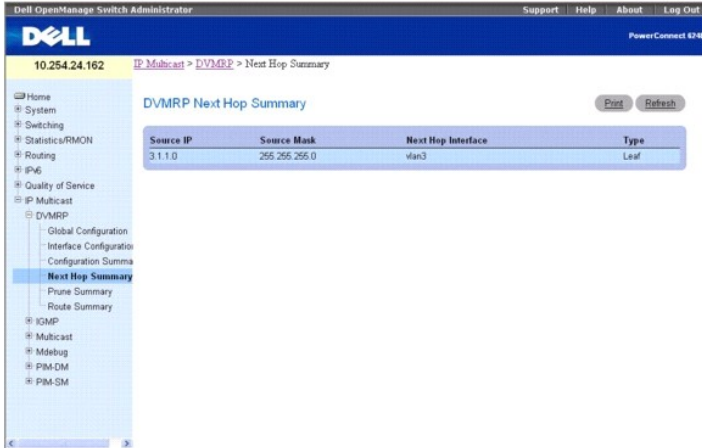 Dell OpenManage Switch Administrator
Support Help About Log Out
DELL
PowerConnect 6248
10.254.24.162
IP Multicast > DVMRP > Next Hop Summary
Home
System
Switching
Statistics/RMON
Routing
IPv6
Quality of Service
IP Multicast
DVMRP
Global Configuration
Interface Configuration
Configuration Summa
Next Hop Summary
Prune Summary
Route Summary
IGMP
Multicast
Mdebug
PIM-DM
PIM-SM
DVMRP Next Hop Summary
Print Refresh
Source IP Source Mask Next Hop Interface Type
3.1.1.0 255.255.255.0 vlan3 Leaf